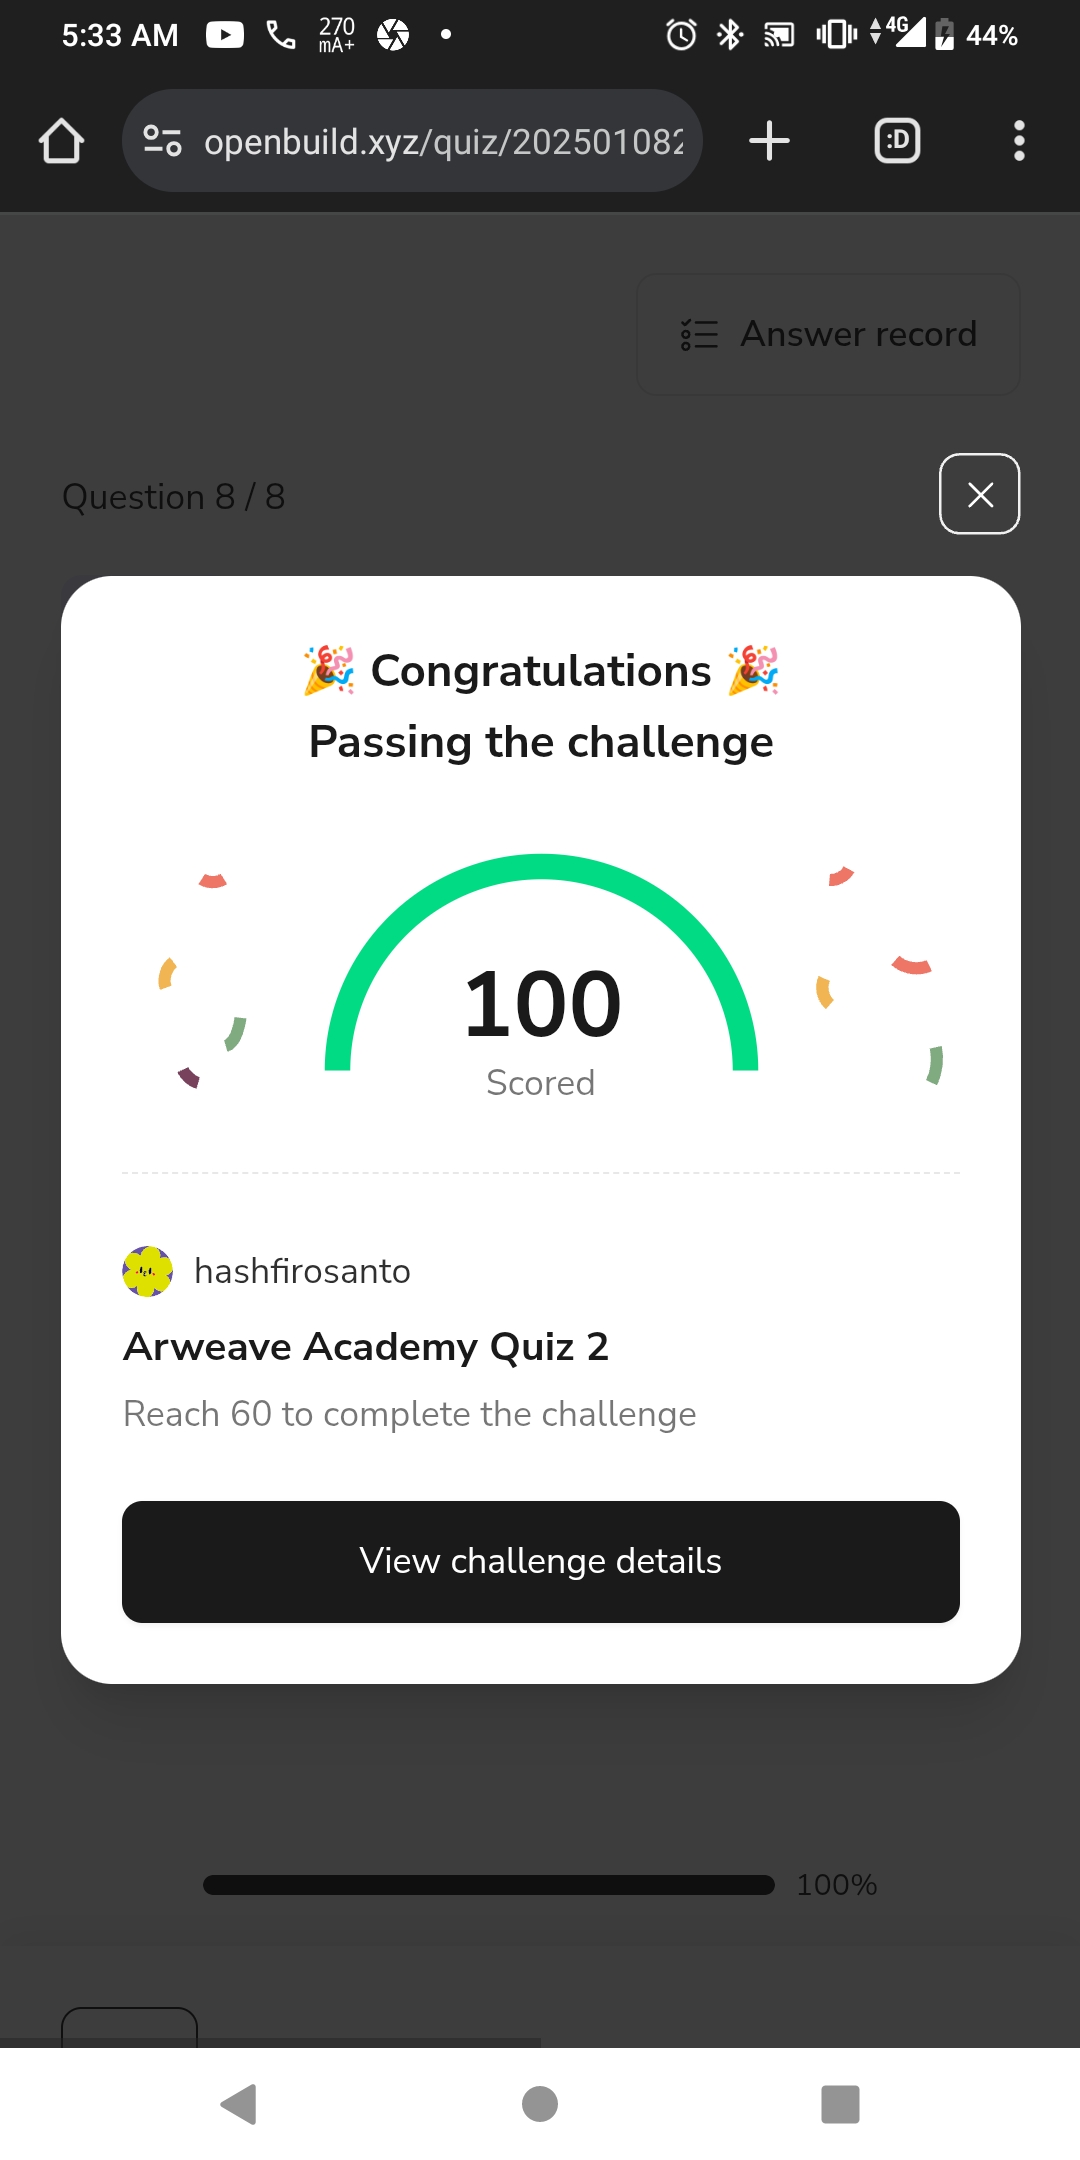 5:33 AM 270 mA+ 4G 44%
openbuild.xyz/quiz/20250108
:D
Answer record
Question 8 / 8
🎉 Congratulations 🎉
Passing the challenge
100
Scored
hashfirosanto
Arweave Academy Quiz 2
Reach 60 to complete the challenge
View challenge details
100%